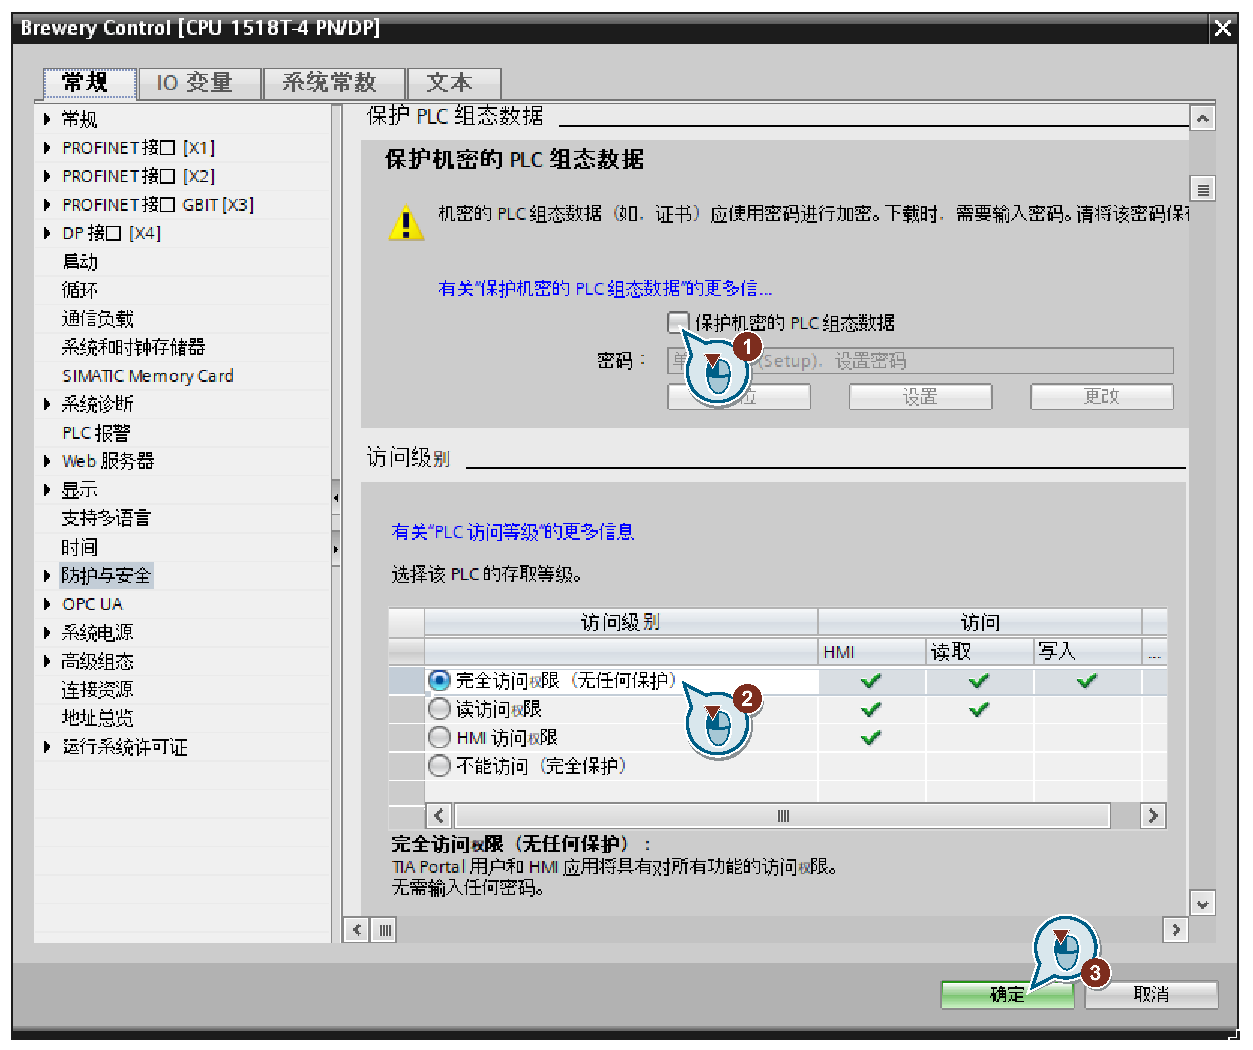 Brewery Control [CPU 1518T-4 PN/DP]
常规
IO 变量
系统常数
文本
常规
PROFINET接口 [X1]
PROFINET接口 [X2]
PROFINET接口 GBIT [X3]
DP 接口 [X4]
启动
循环
通信负载
系统和时钟存储器
SIMATIC Memory Card
系统诊断
PLC 报警
Web 服务器
显示
支持多语言
时间
防护与安全
OPC UA
系统电源
高级组态
连接资源
地址总览
运行系统许可证
保护 PLC 组态数据
保护机密的 PLC 组态数据
机密的 PLC 组态数据（如，证书）应使用密码进行加密。下载时，需要输入密码。请将该密码保
有关“保护机密的 PLC 组态数据”的更多信...
保护机密的 PLC 组态数据
1
密码：
(Setup)，设置密码
位
设置
更改
访问级别
有关“PLC 访问等级”的更多信息
选择该 PLC 的存取等级。
访问级别
访问
HMI
读取
写入
...
完全访问权限（无任何保护）
读访问权限
2
HMI 访问权限
不能访问（完全保护）
完全访问权限（无任何保护）：
TIA Portal 用户和 HMI 应用将具有对所有功能的访问权限。
无需输入任何密码。
3
确定
取消